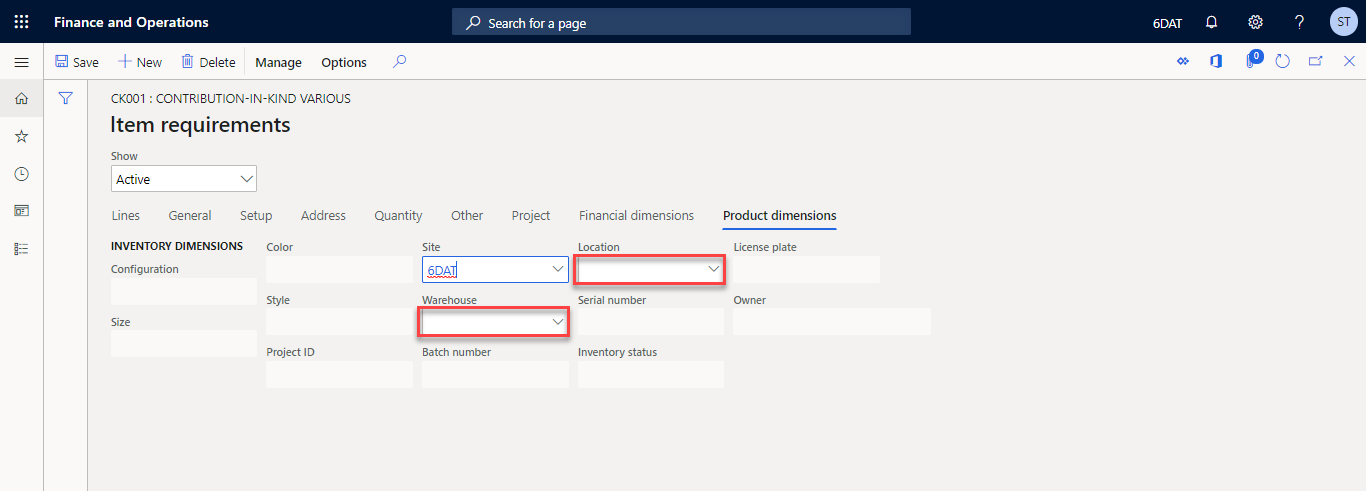 Finance and Operations
Search for a page
6DAT
ST
Save
New
Delete
Manage
Options
0
CK001 : CONTRIBUTION-IN-KIND VARIOUS
Item requirements
Show
Active
Lines
General
Setup
Address
Quantity
Other
Project
Financial dimensions
Product dimensions
INVENTORY DIMENSIONS
Configuration
Size
Color
Style
Project ID
Site
6DAT
Warehouse
Batch number
Location
Serial number
Inventory status
License plate
Owner